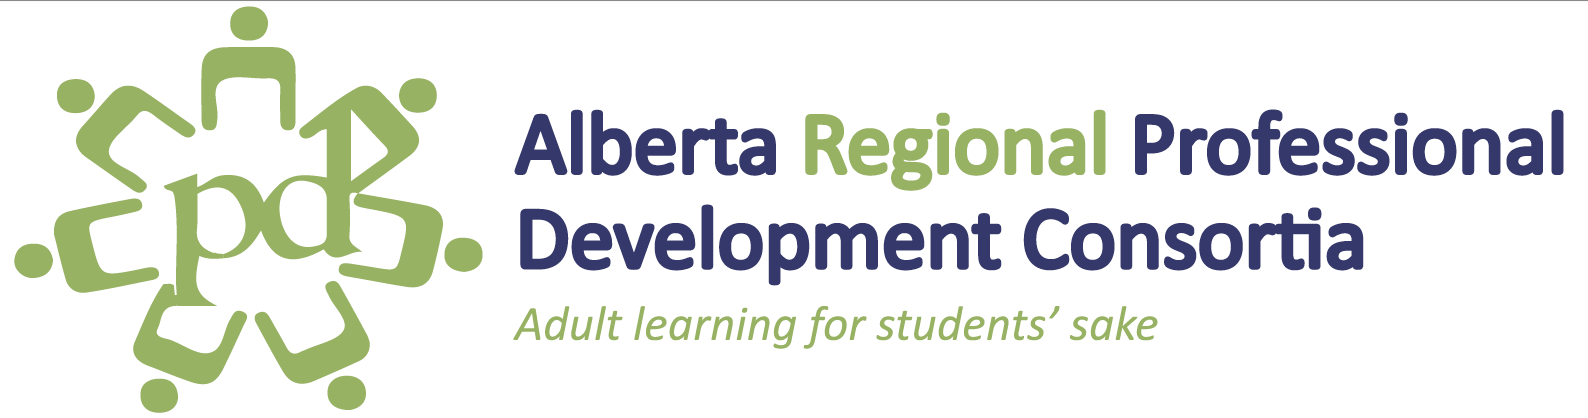 pd
Alberta Regional Professional
Development Consortia
Adult learning for students’ sake